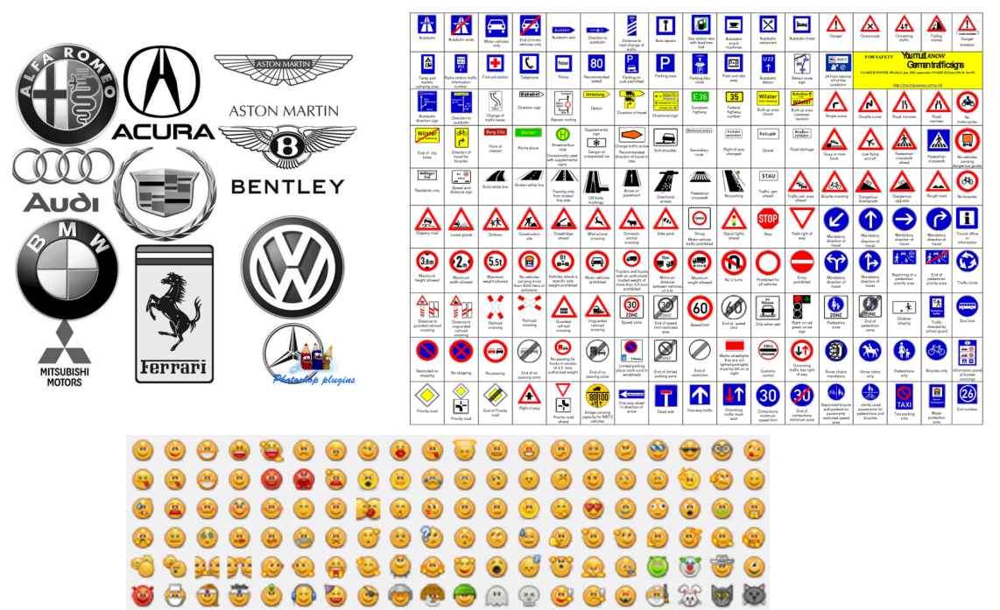 ALFA ROMEO
ACURA
ASTON MARTIN
ASTON MARTIN
Audi
B
BENTLEY
BMW
Ferrari
MITSUBISHI
MOTORS
Photoshop plugins
Autobahn
Autobahn ends
Motor vehicles
only
End of motor
vehicles only
Ausfahrt
Autobahn exit
Direction to
autobahn
Distance to
next change of
traffic
Auto repairs
Gas station also
with lead free
fuel
Autobahn
snack
machines
Autobahn
restaurant
Autobahn hotel
Danger
Crossroads
Oncoming
traffic
Falling
stones
Tents and
trailers
camping area
Radio station traffic
information
number
First aid station
Telephone
Polizei
Police
80
Recommended
speed
Parking on
curb permitted
Parking area
Parking disc
clock
Park and ride
area
U 22
Autobahn
detour
Detour route
sign
24 hour service
off of the
autobahn
FOR SAFETY
You must KNOW
German traffic signs
Autobahn
direction sign
Direction to
autobahn
Change of
traffic lanes
Bahnhof
Direction sign
Bypass routing
Umleitung
Detour
Direction of travel
Directional sign
E 36
European
highway
35
Federal
highway
number
Wilster
Built-up area
(front)
Wilster
Built-up area
(reverse)
revision
Single curve
Double curve
Road narrows
Road
narrows
No
motorcycles
Wilster
End of city
limits
Direction of
travel for
bicycles
Burg Eltz
Point of
interest
Weiler
Name place
H
Streetcar/bus
stop
Occasionally used
with supplemental
signs
Supplemental
sign
Danger of
unexpected ice
Change traffic arrow
Recommended
direction of travel in
stau
Soft shoulder
Secondary
route
Right of way
changed
Rollsplit
Gravel
Road damage
Quay or river
bank
Low flying
aircraft
Pedestrian
crosswalk
ahead
Pedestrian
crosswalk
No vehicles
carrying
dangerous goods
Residents only
Speed and
distance sign
Solid white line
Broken white line
Passing only
from broken
line side
Off limits
markings
Arrow on
pavement
Directional
arrows
Pedestrian
crosswalk
No parking
STAU
Traffic jam
area
Traffic jam area
ahead
Bicycle crossing
Dangerous
downgrade
Dangerous
upgrade
Rough road
No bicycles
Slippery road
Loose gravel
Children
Construction
site
Drawbridge
ahead
Wild animal
crossing
Domestic
animal
crossing
Side wind
Smog
Motor vehicle
traffic prohibited
Signal lights
ahead
STOP
Stop
Yield right of
way
Mandatory
direction of
travel
Mandatory
direction of
travel
Mandatory
direction of
travel
Mandatory
direction of
travel
Tourist office
or
information
3.8m
Maximum
height allowed
2m
Maximum
width allowed
5.5t
Maximum
weight allowed
No vehicles
carrying more
than 3000 liters of
pollutants
8t
Vehicles above a
specific axle
weight prohibited
Motor vehicles
prohibited
Tractors and trucks
with an authorized
loaded weight of
more than 3.5 tons
prohibited
70m
Minimum
distance
between vehicles
Maximum
length allowed
No U turns
Prohibited for
all vehicles
Entry
prohibited
Mandatory
direction of
travel
Mandatory
direction of
travel
Beginning of a
pedestrian
priority area
End of
pedestrian
priority area
Traffic circle
Distance to
guarded railroad
crossing
Distance to
unguarded
railroad
crossing
Railroad
crossing
Railroad
crossing
Guarded
railroad
crossing
Unguarded
railroad
crossing
30
ZONE
Speed zone
30
ZONE
End of speed
limit restricted
area
60
Speed limit
60
End of speed
limit
bei
Nässe
Only when wet
Right on red
green arrow
sign
ZONE
Pedestrian
zone
ZONE
End of
pedestrian
zone
Children
playing
Traffic
directed by
school guard
Bus lane
Restricted no
stopping
No stopping
No passing
End of no
passing zone
No passing for
trucks in excess
of 3.5 tons
authorized weight
End of no
passing zone
Limited parking
place clock card in
windshield
End of limited
parking zone
End of
restriction
Marks streetlights
that are not
lighted, parklights
must be left on at
night
ZOLL
DOUANE
Customs
Oncoming
traffic has
right of way
Snow chains
mandatory
Horse riders
only
Pedestrians
only
Bicycles only
Information panel
at frontier
crossings
Priority road
Priority road
End of Priority
road
Right of way
Priority road
ahead
80 100
Bridge carrying
capacity for NATO
vehicles
One way street
in direction of
arrow
Dead end
One-way traffic
Oncoming
traffic must
wait
30
Compulsory
minimum
speed limit
30
End of
compulsory
minimum zone
Separated bicycle
and pedestrian
pavements
restricted speed
area
Jointly used
pavements for
pedestrians and
bicycles
TAXI
Taxi parking
only
Water
protection
area
26
Exit number